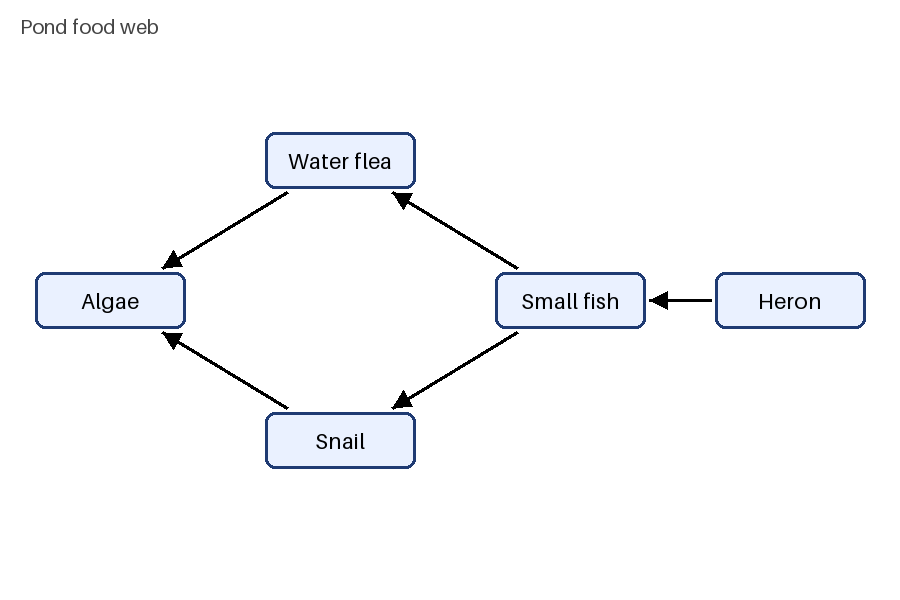 Pond food web
Water flea
Algae
Small fish
Heron
Snail